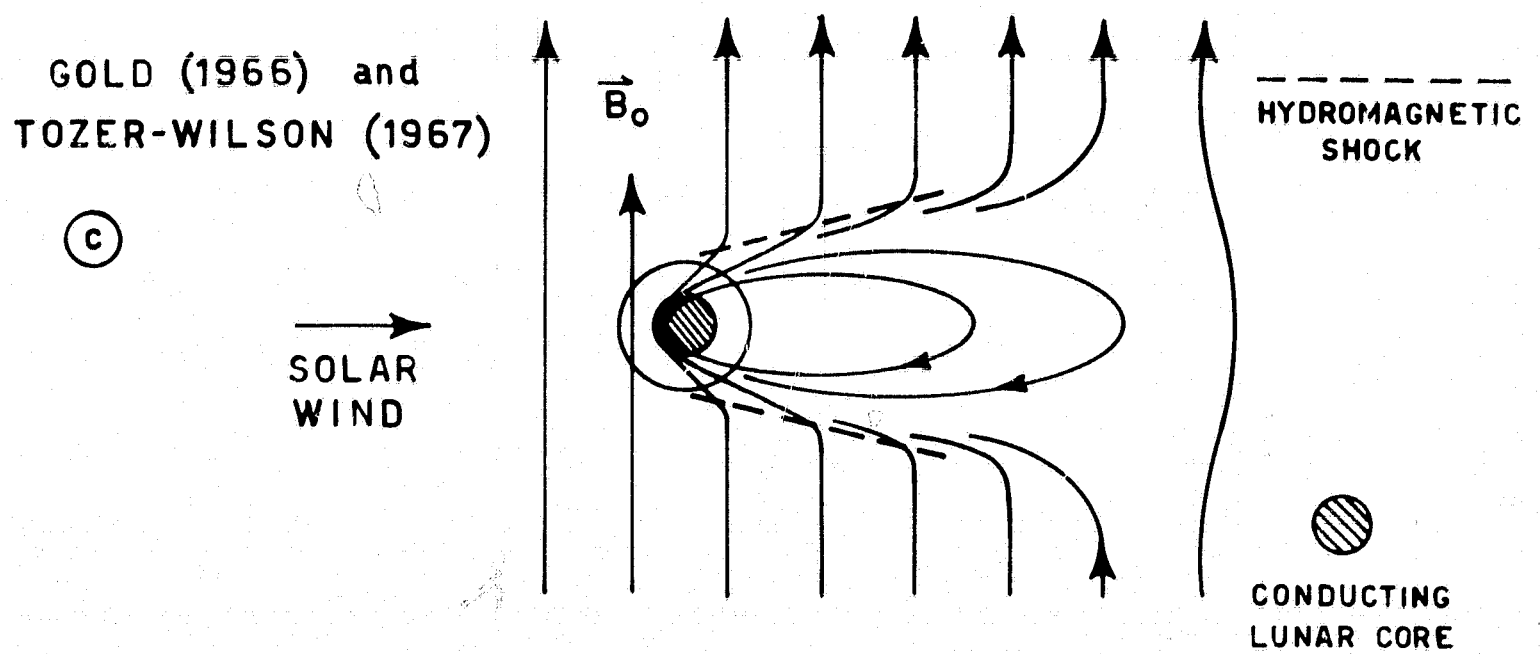 GOLD (1966) and
TOZER-WILSON (1967)
C
SOLAR
WIND
B₀
HYDROMAGNETIC
SHOCK
CONDUCTING
LUNAR CORE